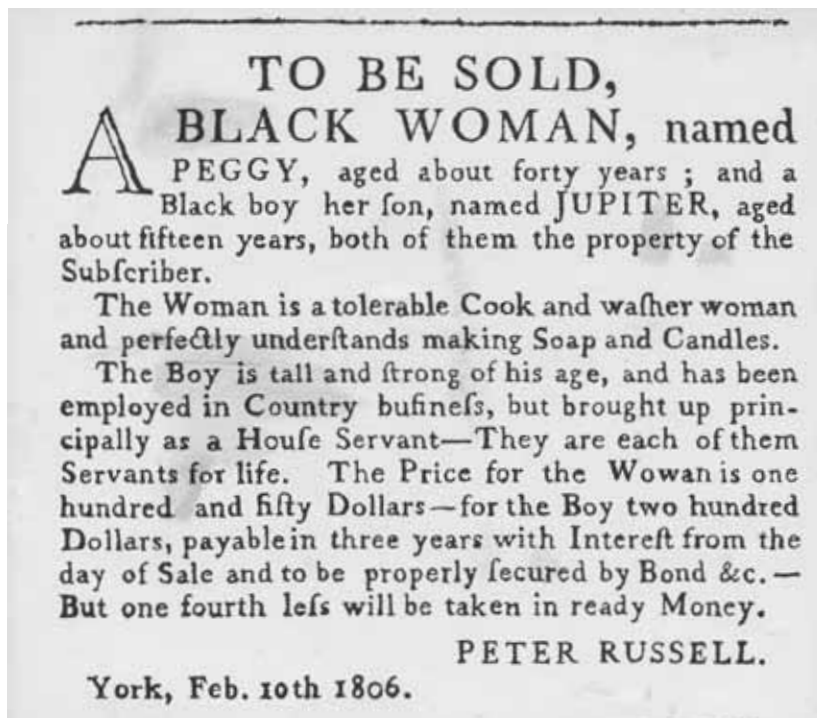 TO BE SOLD,
A BLACK WOMAN, named
PEGGY, aged about forty years ; and a
Black boy her ſon, named JUPITER, aged
about fifteen years, both of them the property of the
Subſcriber.
The Woman is a tolerable Cook and waſher woman
and perfectly underſtands making Soap and Candles.
The Boy is tall and ſtrong of his age, and has been
employed in Country buſineſs, but brought up prin-
cipally as a Houſe Servant—They are each of them
Servants for life. The Price for the Wowan is one
hundred and fifty Dollars—for the Boy two hundred
Dollars, payable in three years with Intereſt from the
day of Sale and to be properly ſecured by Bond &c.—
But one fourth leſs will be taken in ready Money.
PETER RUSSELL.
York, Feb. 10th 1806.